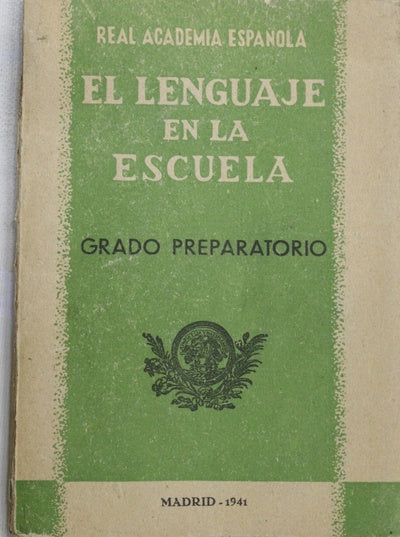 REAL ACADEMIA ESPAÑOLA
EL LENGUAJE
EN LA
ESCUELA
GRADO PREPARATORIO
MADRID - 1941